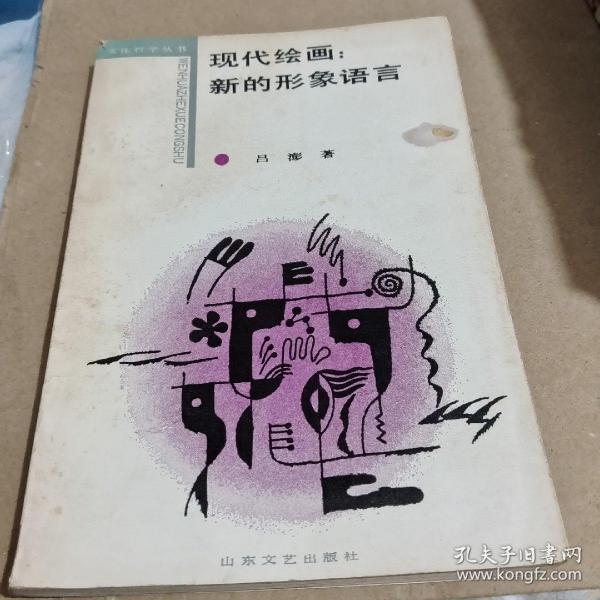 文化哲学丛书
WENHUAZHEXUECONGSHU
现代绘画：
新的形象语言
吕澎 著
山东文艺出版社
孔夫子旧书网
www.kongfz.com